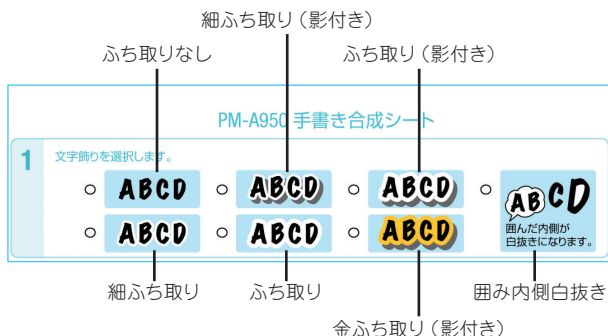 細ふち取り（影付き）
ふち取りなし
ふち取り（影付き）
PM-A950 手書き合成シート
1 文字飾りを選択します。
ABCD ABCD ABCD ABCD
囲んだ内側が
白抜きになります。
ABCD ABCD ABCD
細ふち取り
ふち取り
囲み内側白抜き
金ふち取り（影付き）